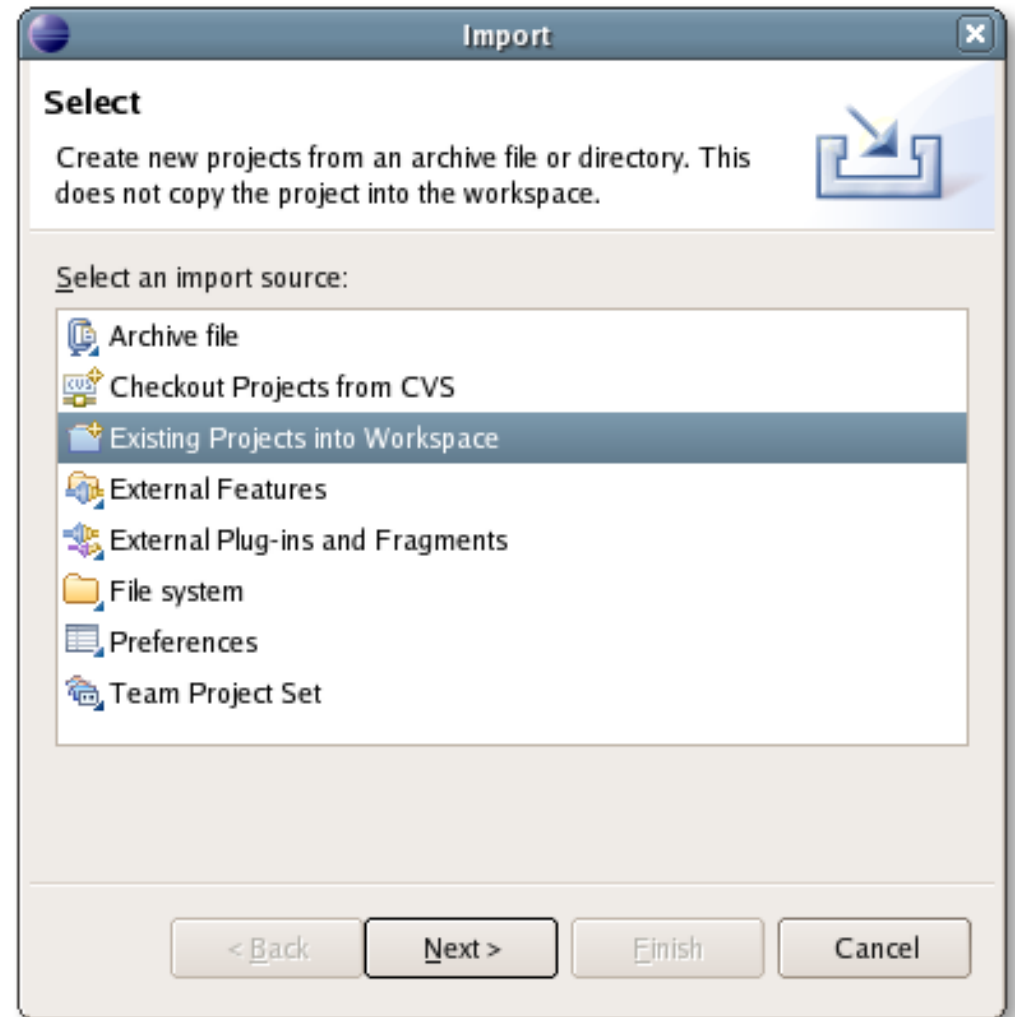 Import
Select
Create new projects from an archive file or directory. This
does not copy the project into the workspace.
Select an import source:
Archive file
CVS
Checkout Projects from CVS
Existing Projects into Workspace
External Features
External Plug-ins and Fragments
File system
Preferences
Team Project Set
< Back
Next >
Finish
Cancel